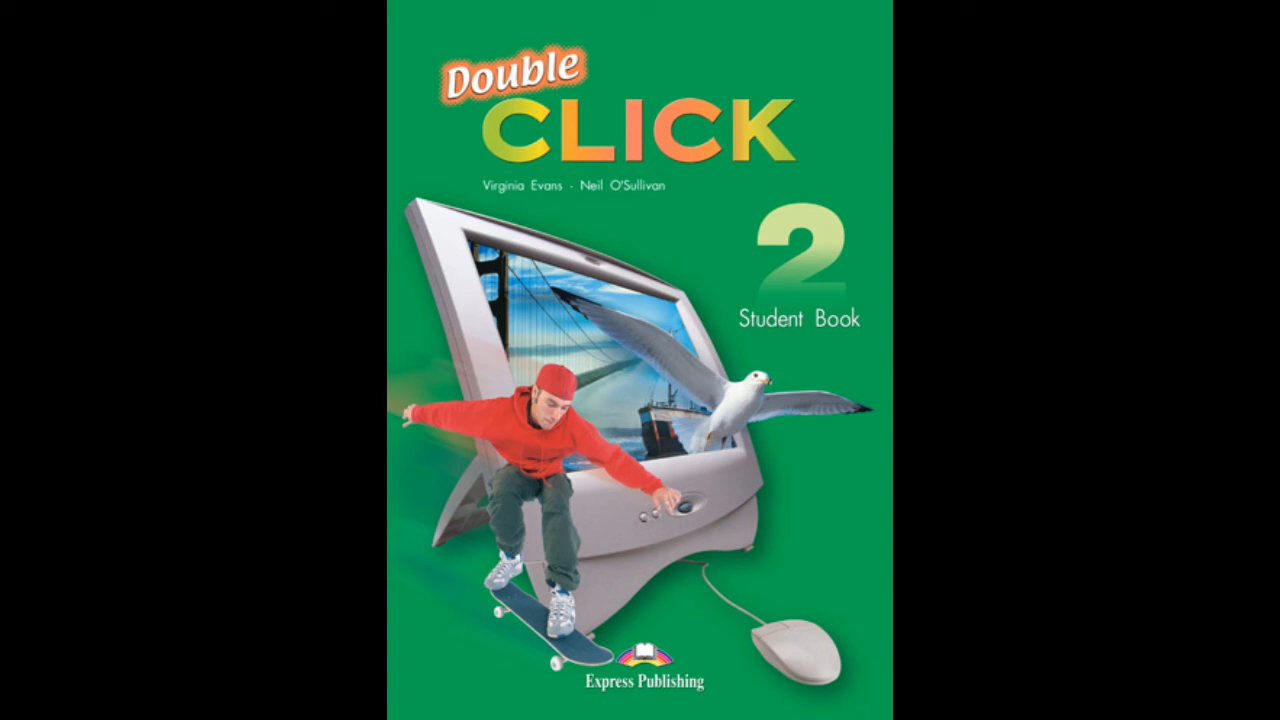 Double
CLICK
Virginia Evans - Neil O'Sullivan
2
Student Book
Express Publishing